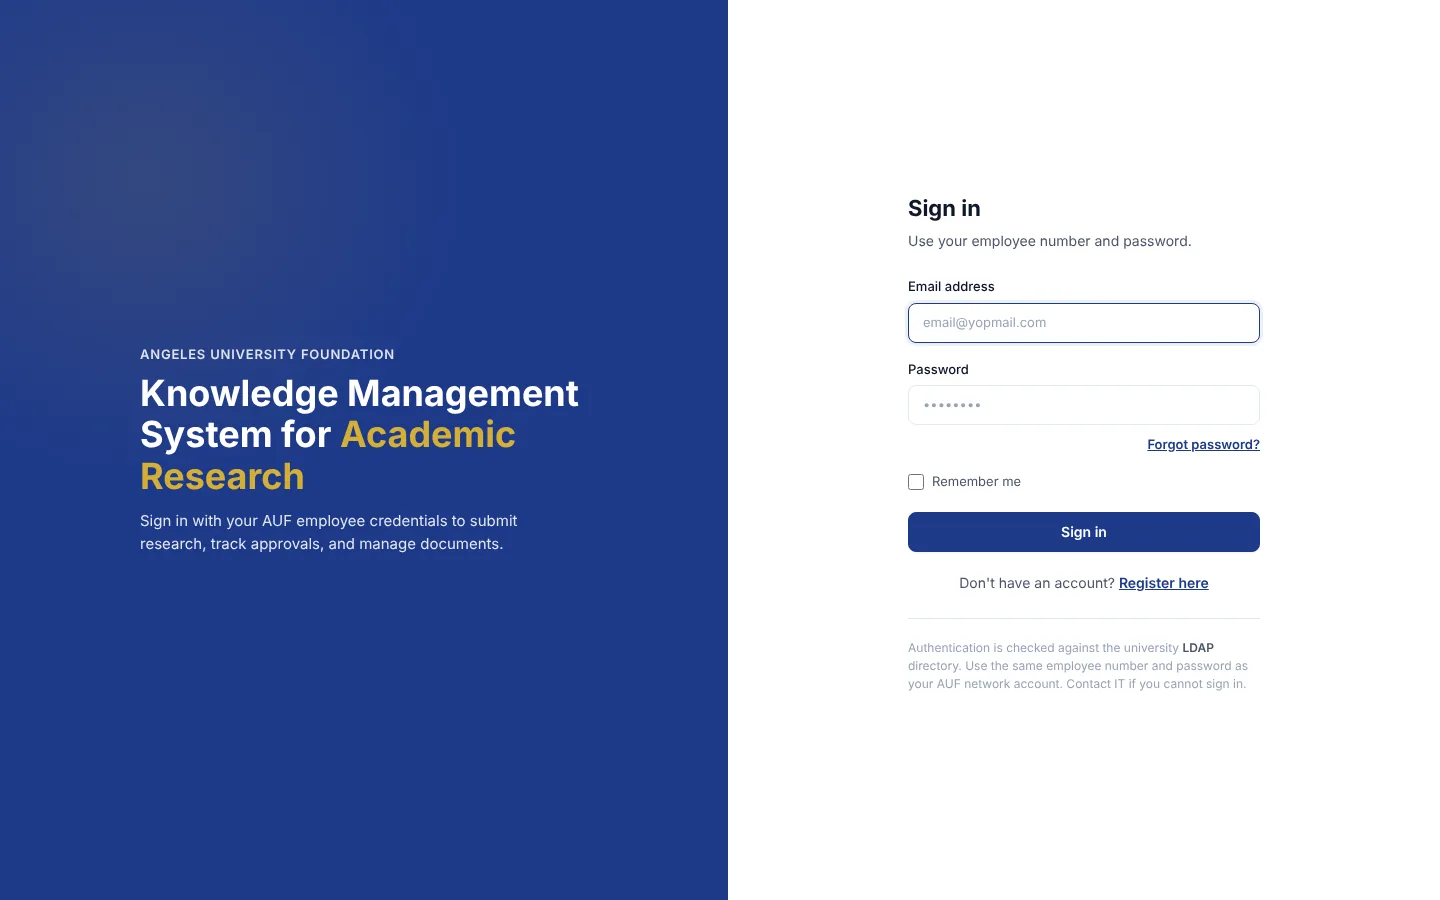 ANGELES UNIVERSITY FOUNDATION
Knowledge Management
System for Academic
Research
Sign in with your AUF employee credentials to submit
research, track approvals, and manage documents.
Sign in
Use your employee number and password.
Email address
email@yopmail.com
Password
••••••••
Forgot password?
Remember me
Sign in
Don't have an account? Register here
Authentication is checked against the university LDAP
directory. Use the same employee number and password as
your AUF network account. Contact IT if you cannot sign in.